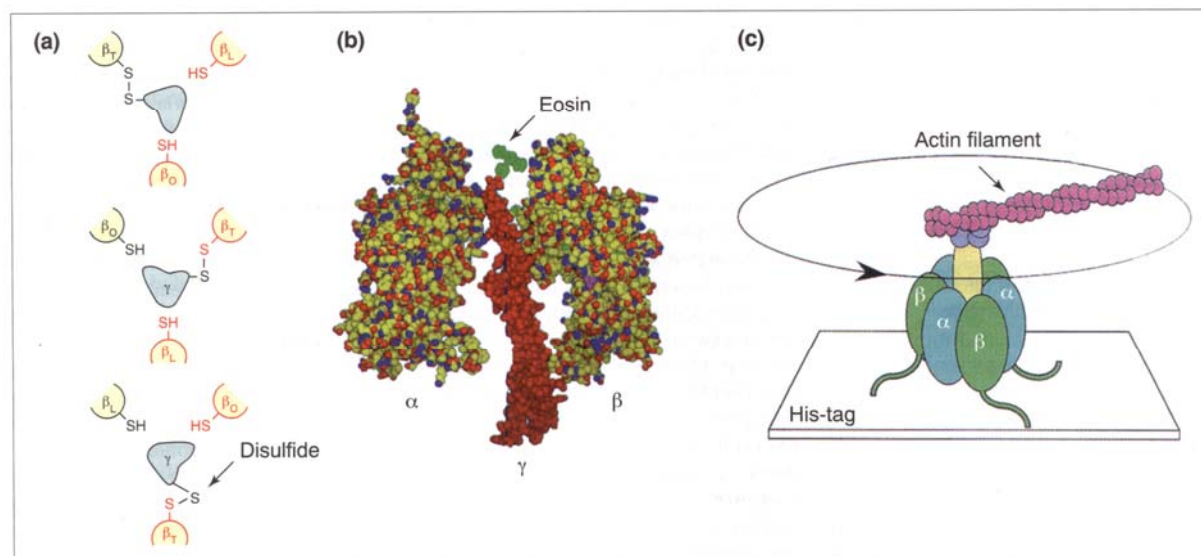 (a)
β_T
S
S
β_L
HS
γ
SH
β_O
β_O
SH
β_T
S
S
γ
SH
β_L
β_L
SH
β_O
HS
γ
Disulfide
S
S
β_T
(b)
Eosin
α
β
γ
(c)
Actin filament
β
α
α
β
His-tag